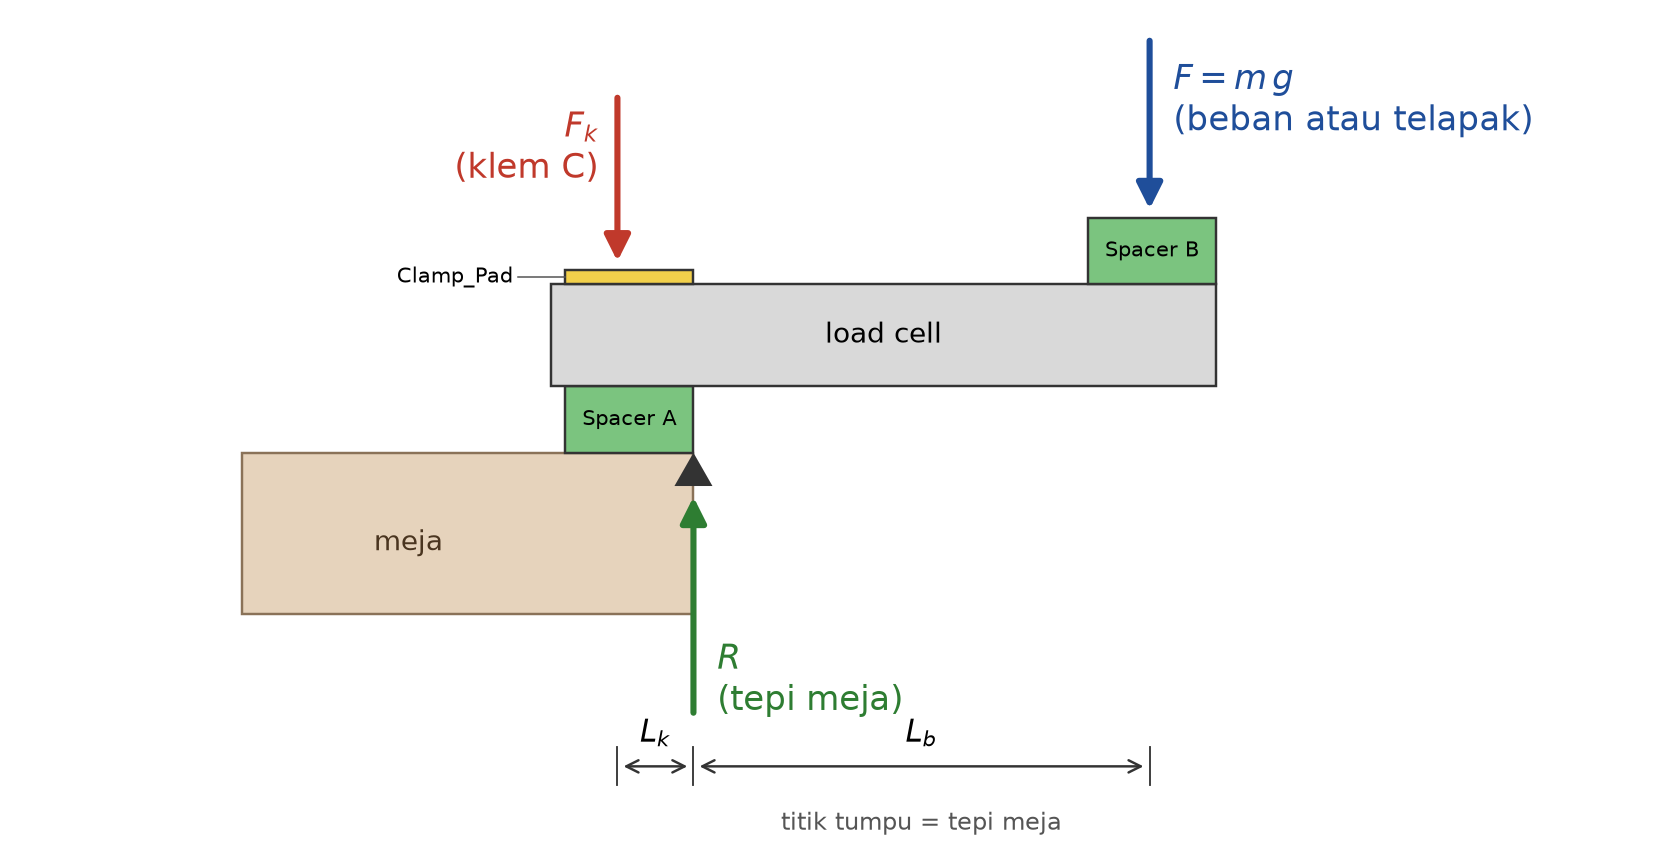 F = m g
(beban atau telapak)
F_k
(klem C)
Spacer B
Clamp_Pad
load cell
Spacer A
meja
R
(tepi meja)
L_k
L_b
titik tumpu = tepi meja